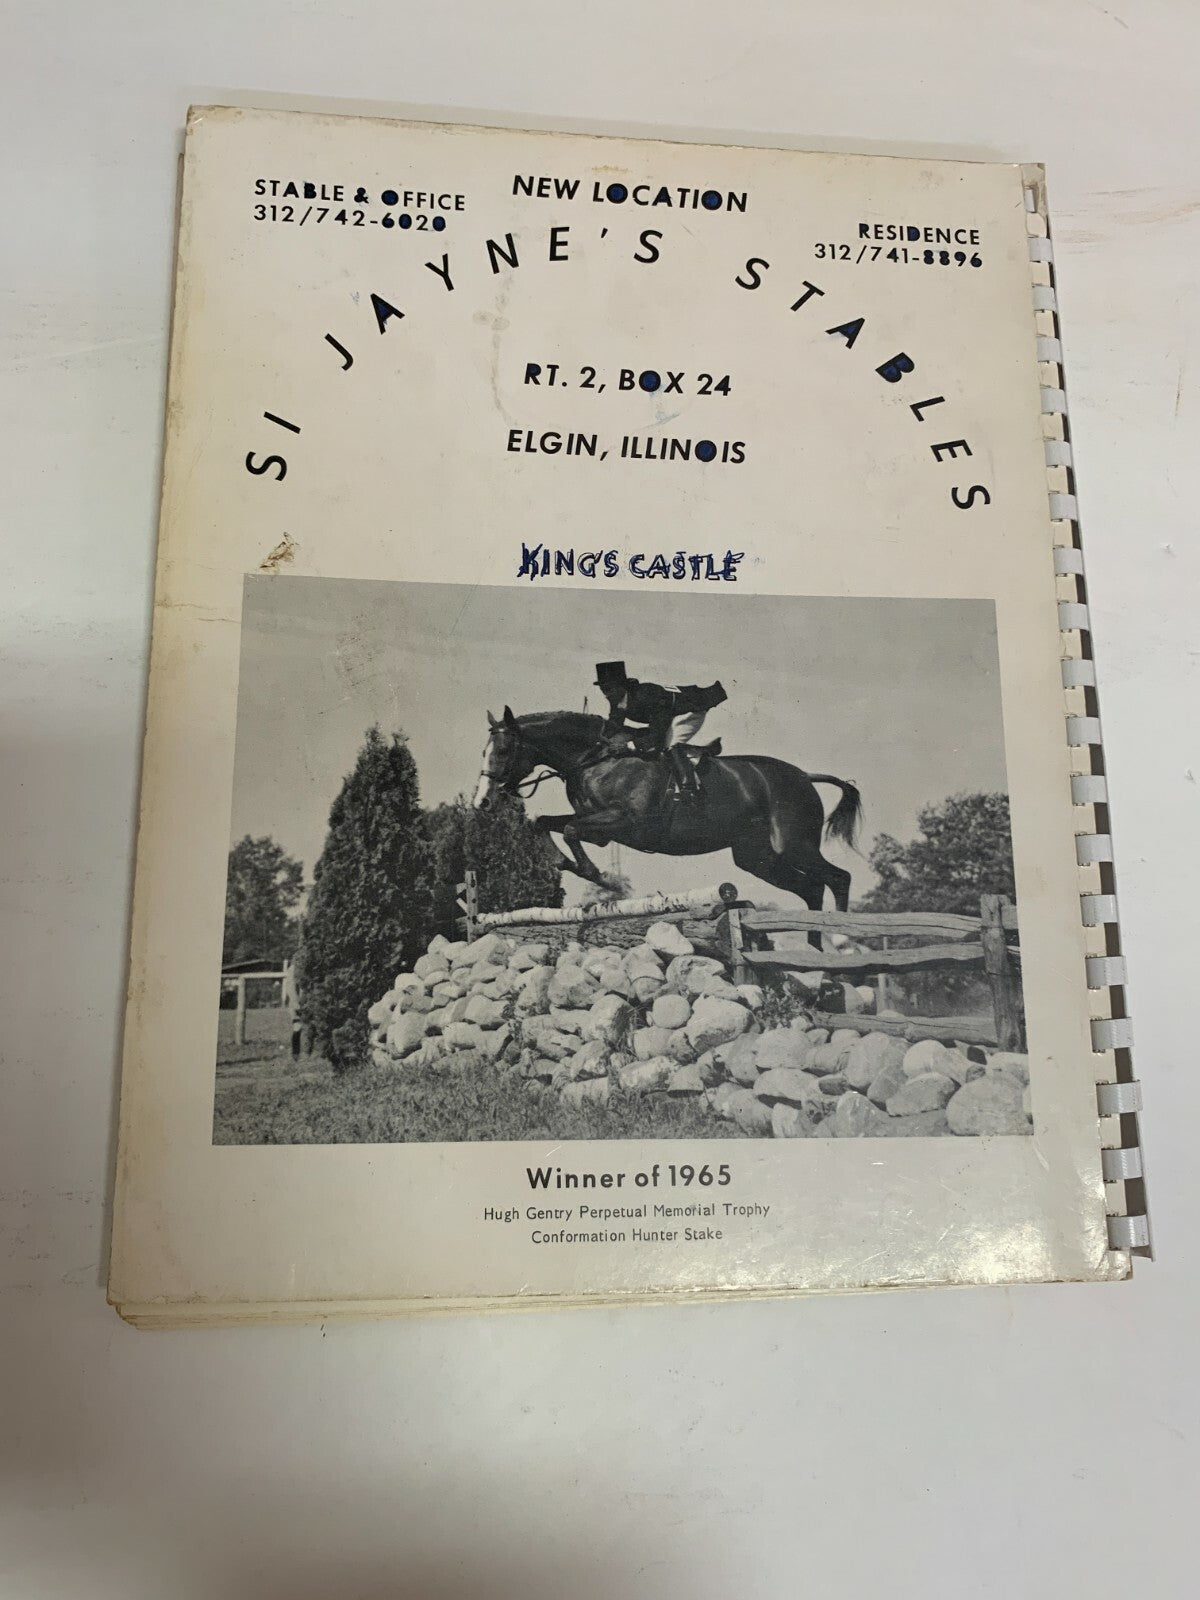 NEW LOCATION
STABLE & OFFICE
312/742-6020
RESIDENCE
312/741-8896
SI JAYNE'S STABLES
RT. 2, BOX 24
ELGIN, ILLINOIS
KING'S CASTLE
Winner of 1965
Hugh Gentry Perpetual Memorial Trophy
Conformation Hunter Stake